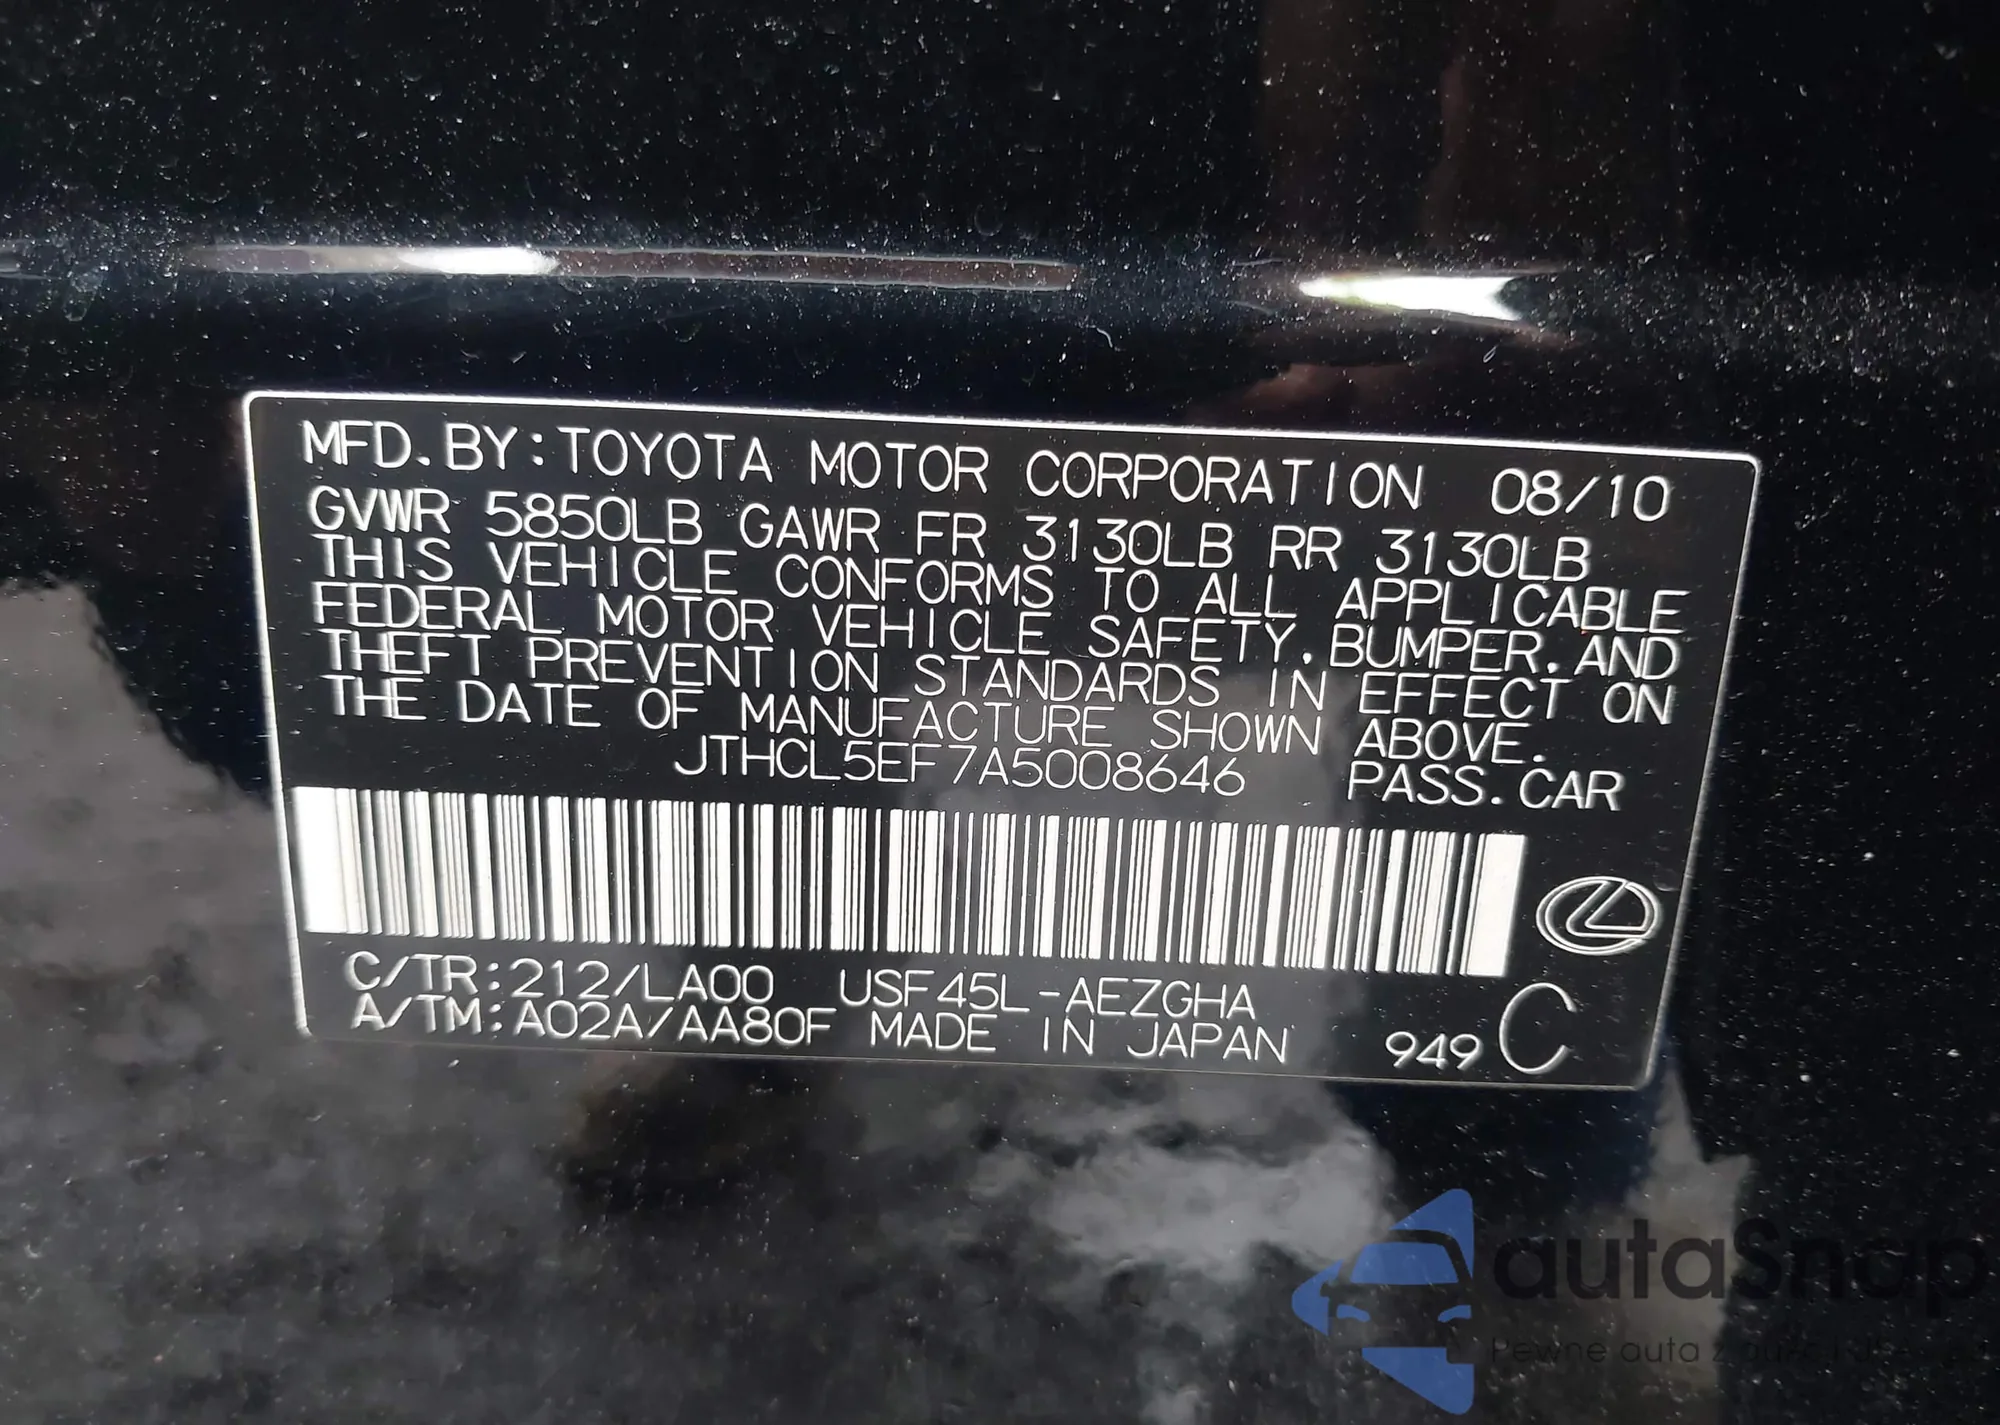 MFD.BY:TOYOTA MOTOR CORPORATION 08/10
GVWR 5850LB GAWR FR 3130LB RR 3130LB
THIS VEHICLE CONFORMS TO ALL APPLICABLE
FEDERAL MOTOR VEHICLE SAFETY, BUMPER, AND
THEFT PREVENTION STANDARDS IN EFFECT ON
THE DATE OF MANUFACTURE SHOWN ABOVE.
JTHCL5EF7A5008646 PASS.CAR
C/TR:212/LA00 USF45L-AEZGHA
A/TM:A02A/AA80F MADE IN JAPAN 949 C
autaSnap
Pewne auta z